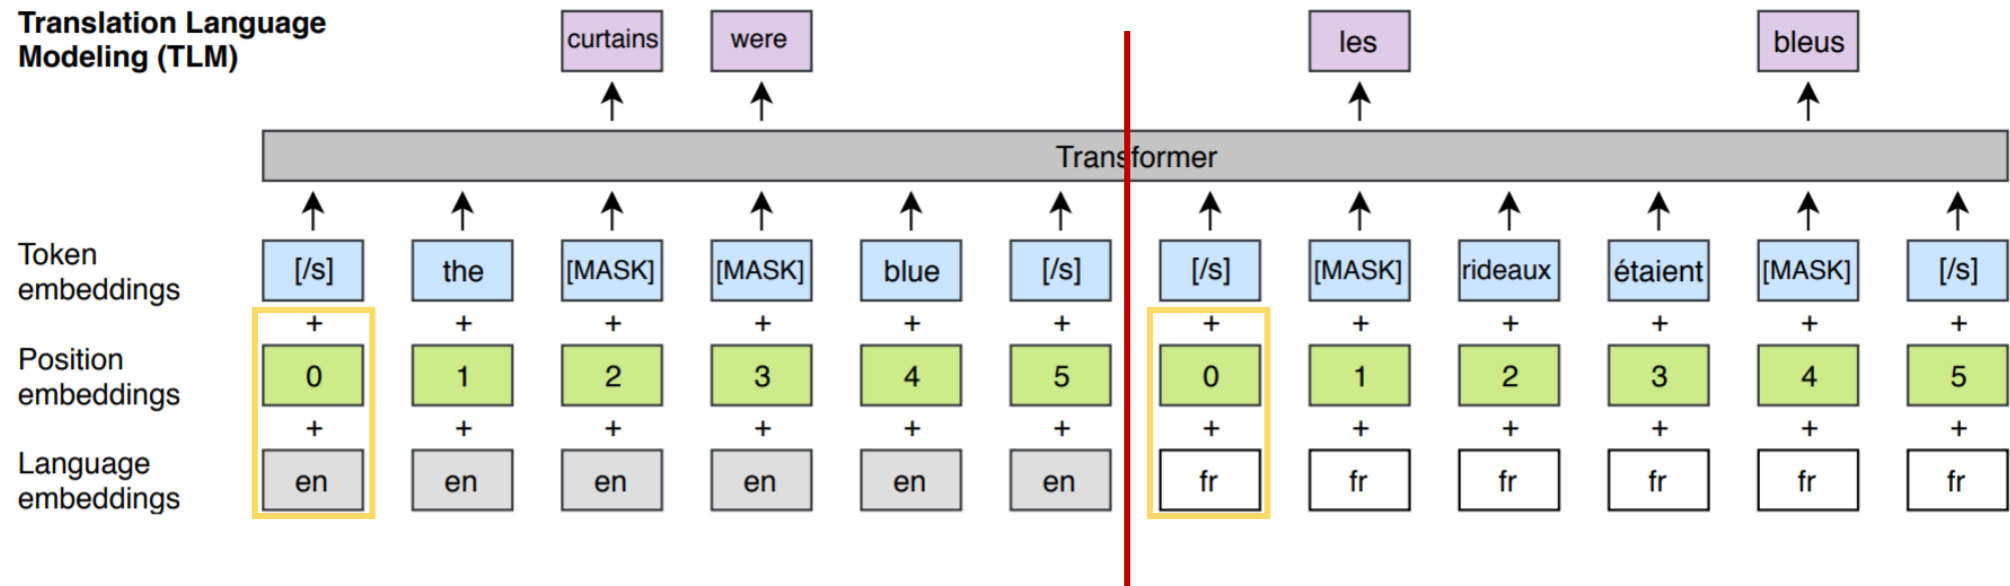 Translation Language
Modeling (TLM)
curtains were les bleus
Transformer
Token
embeddings
[/s] the [MASK] [MASK] blue [/s] [/s] [MASK] rideaux étaient [MASK] [/s]
+ + + + + + + + + + + +
Position
embeddings
0 1 2 3 4 5 0 1 2 3 4 5
+ + + + + + + + + + + +
Language
embeddings
en en en en en en fr fr fr fr fr fr